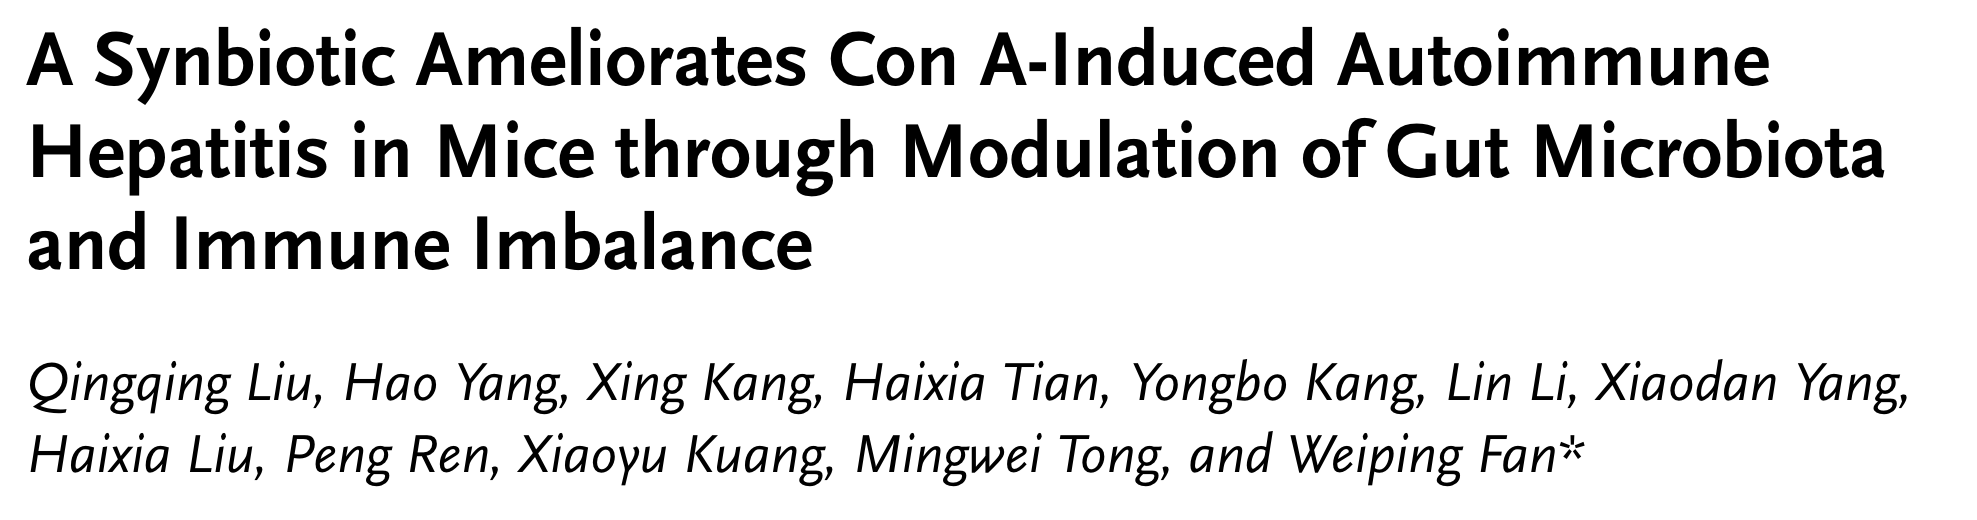 A Synbiotic Ameliorates Con A-Induced Autoimmune
Hepatitis in Mice through Modulation of Gut Microbiota
and Immune Imbalance
Qingqing Liu, Hao Yang, Xing Kang, Haixia Tian, Yongbo Kang, Lin Li, Xiaodan Yang,
Haixia Liu, Peng Ren, Xiaoyu Kuang, Mingwei Tong, and Weiping Fan*